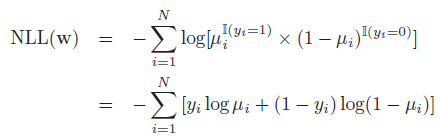 NLL(w) = −∑_{i=1}^{N} log[μ_i^{𝕀(y_i=1)} × (1 − μ_i)^{𝕀(y_i=0)}]
= −∑_{i=1}^{N} [y_i log μ_i + (1 − y_i) log(1 − μ_i)]